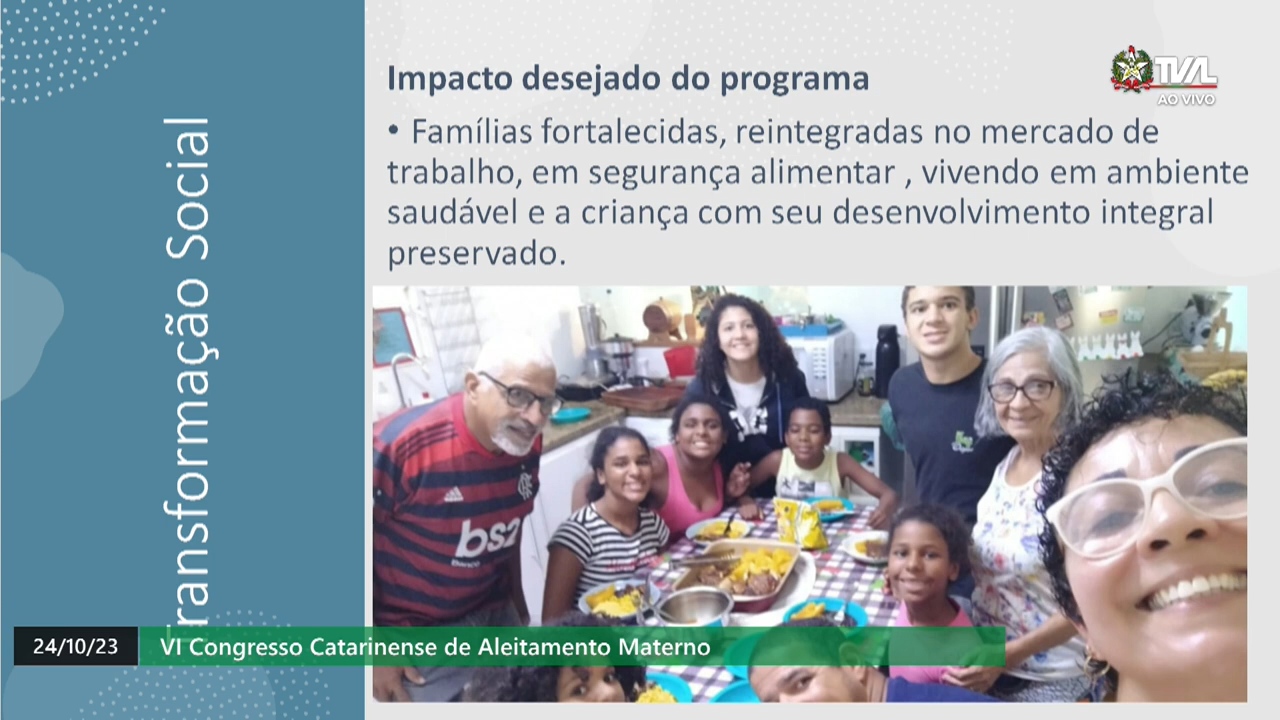 Impacto desejado do programa
• Famílias fortalecidas, reintegradas no mercado de
trabalho, em segurança alimentar , vivendo em ambiente
saudável e a criança com seu desenvolvimento integral
preservado.
Transformação Social
TVAL
AO VIVO
bs2
Banco
24/10/23
VI Congresso Catarinense de Aleitamento Materno